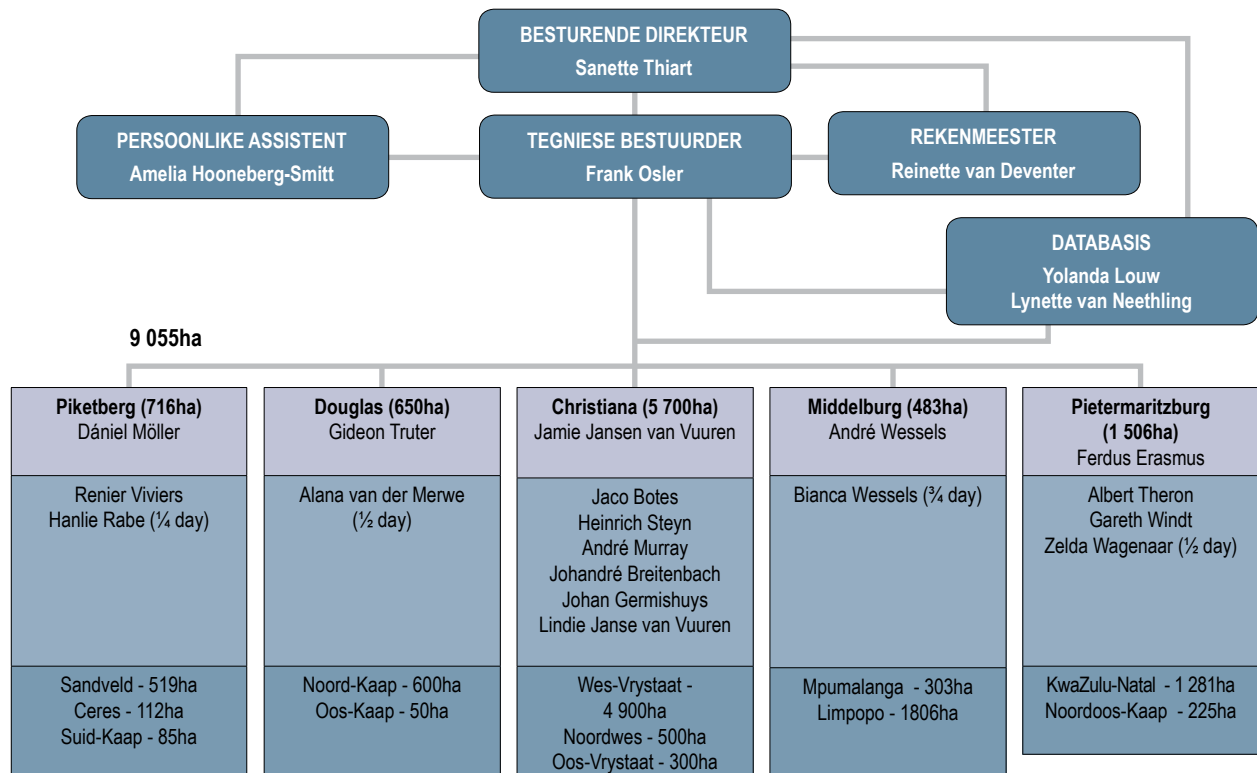 BESTURENDE DIREKTEUR
Sanette Thiart
PERSOONLIKE ASSISTENT
Amelia Hooneberg-Smitt
TEGNIESE BESTUURDER
Frank Osler
REKENMEESTER
Reinette van Deventer
DATABASIS
Yolanda Louw
Lynette van Neethling
9 055ha
Piketberg (716ha)
Dániel Möller
Renier Viviers
Hanlie Rabe (¼ day)
Sandveld - 519ha
Ceres - 112ha
Suid-Kaap - 85ha
Douglas (650ha)
Gideon Truter
Alana van der Merwe
(½ day)
Noord-Kaap - 600ha
Oos-Kaap - 50ha
Christiana (5 700ha)
Jamie Jansen van Vuuren
Jaco Botes
Heinrich Steyn
André Murray
Johandré Breitenbach
Johan Germishuys
Lindie Janse van Vuuren
Wes-Vrystaat -
4 900ha
Noordwes - 500ha
Oos-Vrystaat - 300ha
Middelburg (483ha)
André Wessels
Bianca Wessels (¾ day)
Mpumalanga - 303ha
Limpopo - 1806ha
Pietermaritzburg
(1 506ha)
Ferdus Erasmus
Albert Theron
Gareth Windt
Zelda Wagenaar (½ day)
KwaZulu-Natal - 1 281ha
Noordoos-Kaap - 225ha